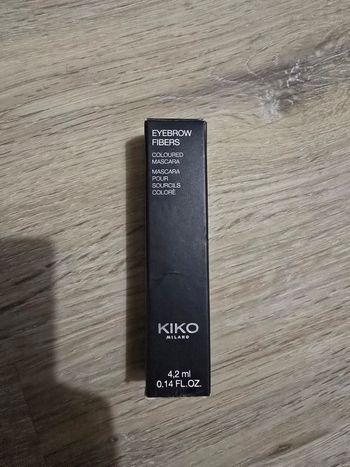 EYEBROW
FIBERS
COLOURED
MASCARA
MASCARA
POUR
SOURCILS
COLORÉ
KIKO
MILANO
4,2 ml
0.14 FL.OZ.